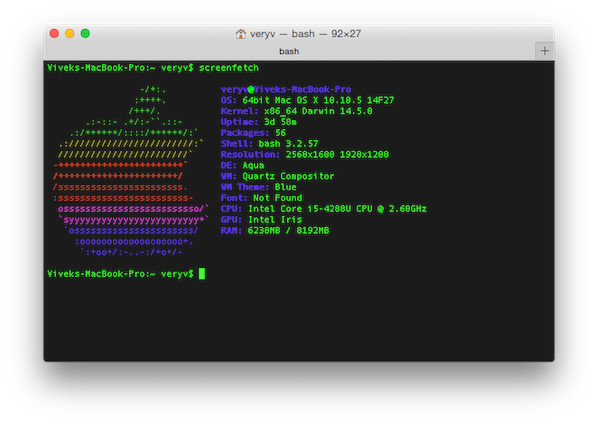 veryv — bash — 92×27
bash
Viveks-MacBook-Pro:~ veryv$ screenfetch
-/+:. veryv@Viveks-MacBook-Pro
:++++. OS: 64bit Mac OS X 10.10.5 14F27
/+++/. Kernel: x86_64 Darwin 14.5.0
.:-::- .+/:-``.::- Uptime: 3d 58m
.:/++++++/::::/++++++/:` Packages: 56
.:///////////////////////:` Shell: bash 3.2.57
////////////////////////` Resolution: 2560x1600 1920x1200
-+++++++++++++++++++++++` DE: Aqua
/++++++++++++++++++++++/ WM: Quartz Compositor
/sssssssssssssssssssssss. WM Theme: Blue
:ssssssssssssssssssssssss- Font: Not Found
osssssssssssssssssssssssso/` CPU: Intel Core i5-4288U CPU @ 2.60GHz
`syyyyyyyyyyyyyyyyyyyyyyyy+` GPU: Intel Iris
`ossssssssssssssssssssss/ RAM: 6230MB / 8192MB
:ooooooooooooooooooo+.
`:+oo+/:-..-:/+o+/-
Viveks-MacBook-Pro:~ veryv$